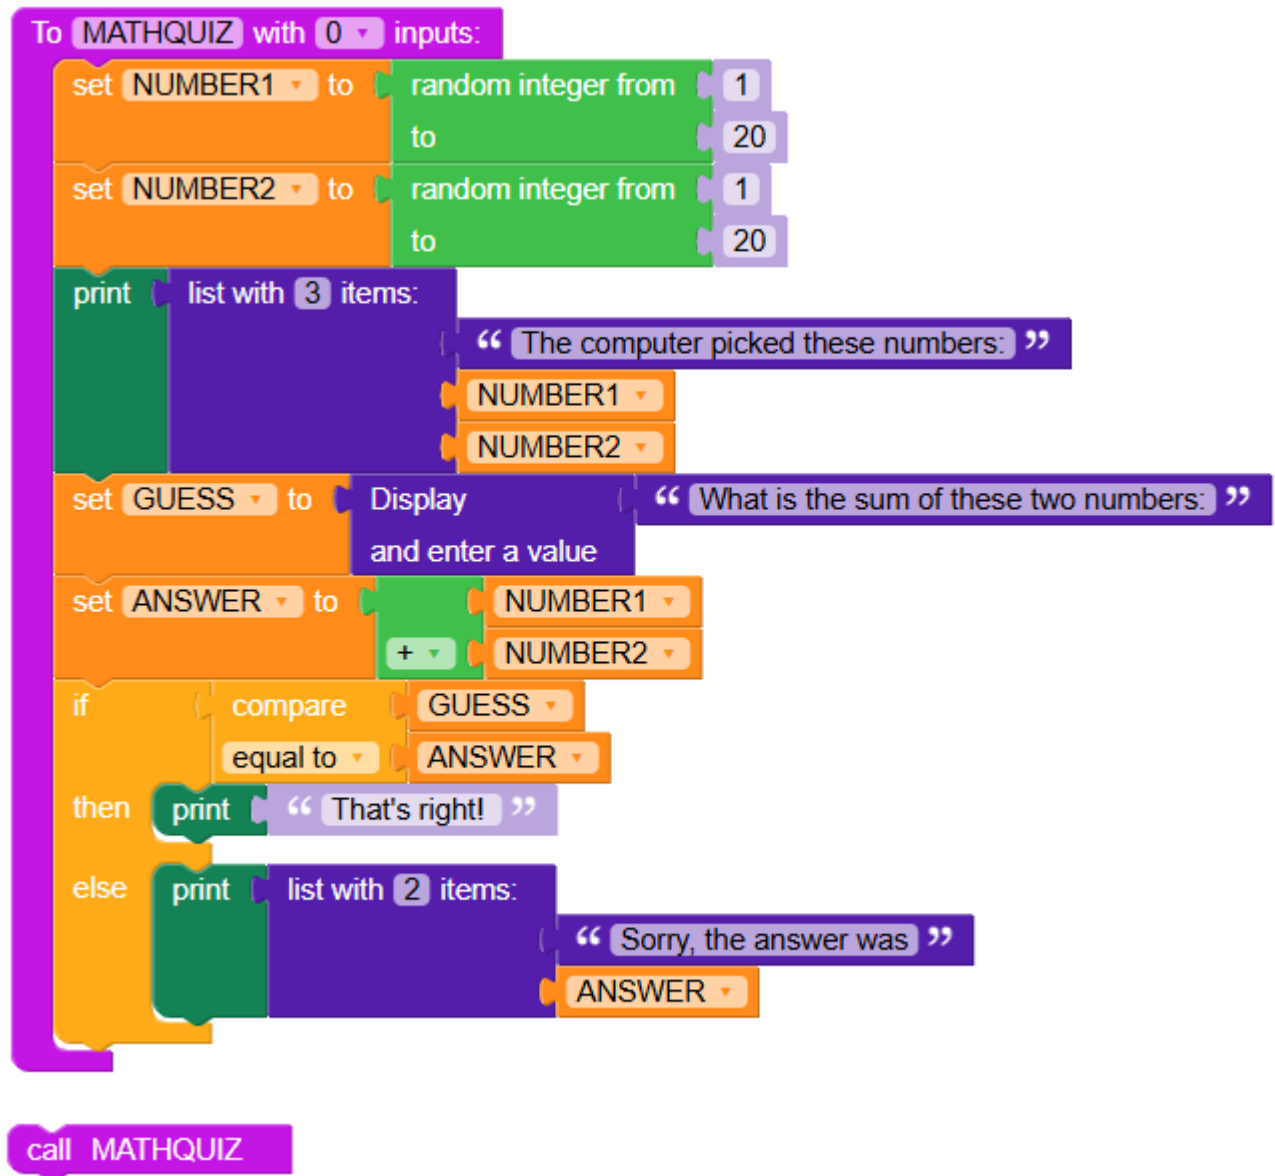 To MATHQUIZ with 0 inputs:
set NUMBER1 to random integer from 1
to 20
set NUMBER2 to random integer from 1
to 20
print list with 3 items:
“ The computer picked these numbers: ”
NUMBER1
NUMBER2
set GUESS to Display “ What is the sum of these two numbers: ”
and enter a value
set ANSWER to NUMBER1
+ NUMBER2
if compare GUESS
equal to ANSWER
then print “ That's right! ”
else print list with 2 items:
“ Sorry, the answer was ”
ANSWER
call MATHQUIZ